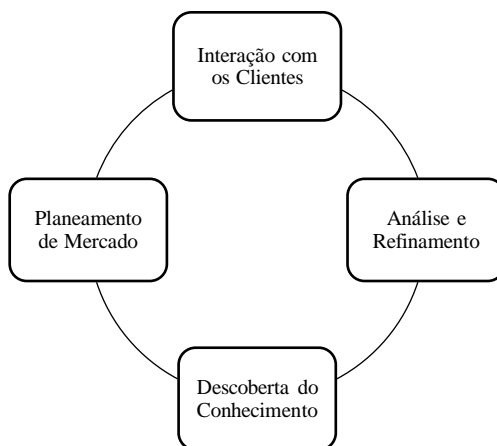 Interação com
os Clientes
Planeamento
de Mercado
Análise e
Refinamento
Descoberta do
Conhecimento